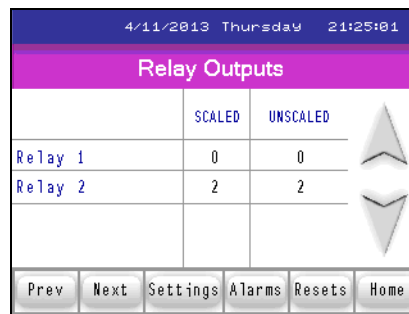 4/11/2013 Thursday 21:25:01
Relay Outputs
SCALED UNSCALED
Relay 1 0 0
Relay 2 2 2
Prev Next Settings Alarms Resets Home